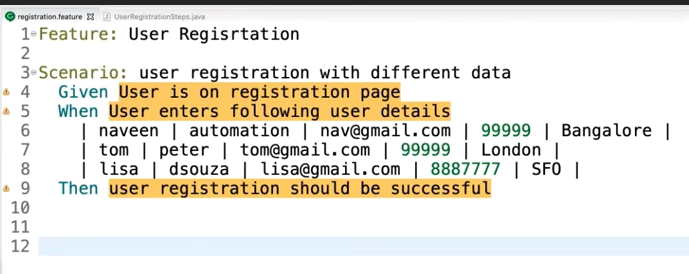 registration.feature UserRegistrationSteps.java
1 Feature: User Regisrtation
2
3 Scenario: user registration with different data
4 Given User is on registration page
5 When User enters following user details
6 | naveen | automation | nav@gmail.com | 99999 | Bangalore |
7 | tom | peter | tom@gmail.com | 99999 | London |
8 | lisa | dsouza | lisa@gmail.com | 8887777 | SFO |
9 Then user registration should be successful
10
11
12